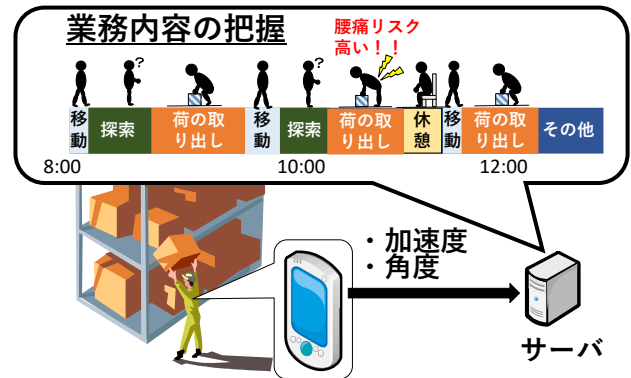 業務内容の把握
腰痛リスク
高い！！
?
?
移動
探索
荷の取
り出し
移動
探索
荷の取
り出し
休憩
移動
荷の取
り出し
その他
8:00
10:00
12:00
・加速度
・角度
サーバ